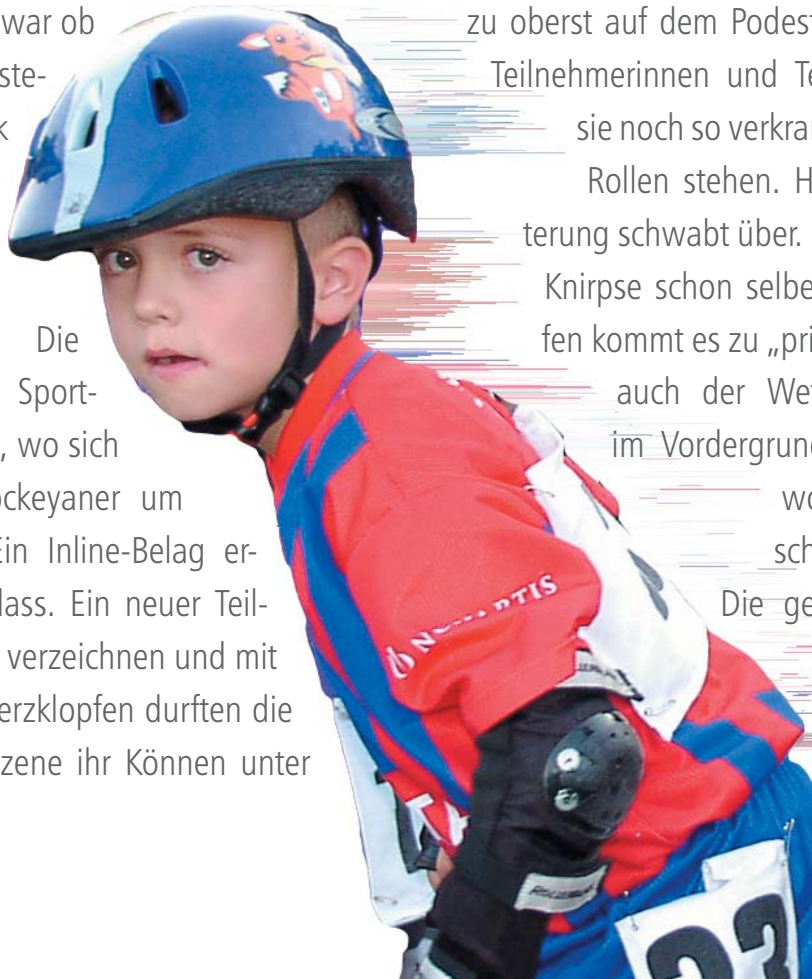 war ob
ste-
k
Die
Sport-
, wo sich
ockeyaner um
Ein Inline-Belag er-
lass. Ein neuer Teil-
verzeichnen und mit
erzklopfen durften die
zene ihr Können unter
zu oberst auf dem Podes
Teilnehmerinnen und Te
sie noch so verkra
Rollen stehen. H
terung schwabt über.
Knirpse schon selbe
fen kommt es zu „pri
auch der We
im Vordergrun
wo
sch
Die ge
23